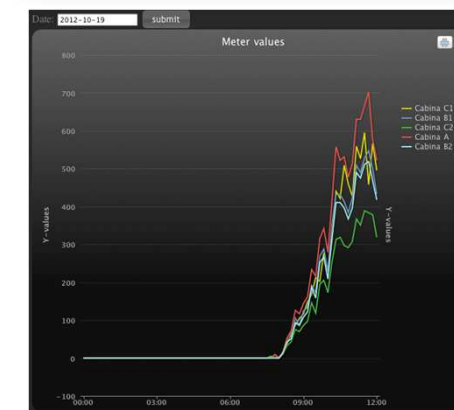 Date: 2012-10-19 submit
Meter values
800
700
600
500
400
300
200
100
0
-100
Y-values
Y-values
00:00 03:00 06:00 09:00 12:00
Cabina C1
Cabina B1
Cabina C2
Cabina A
Cabina B2